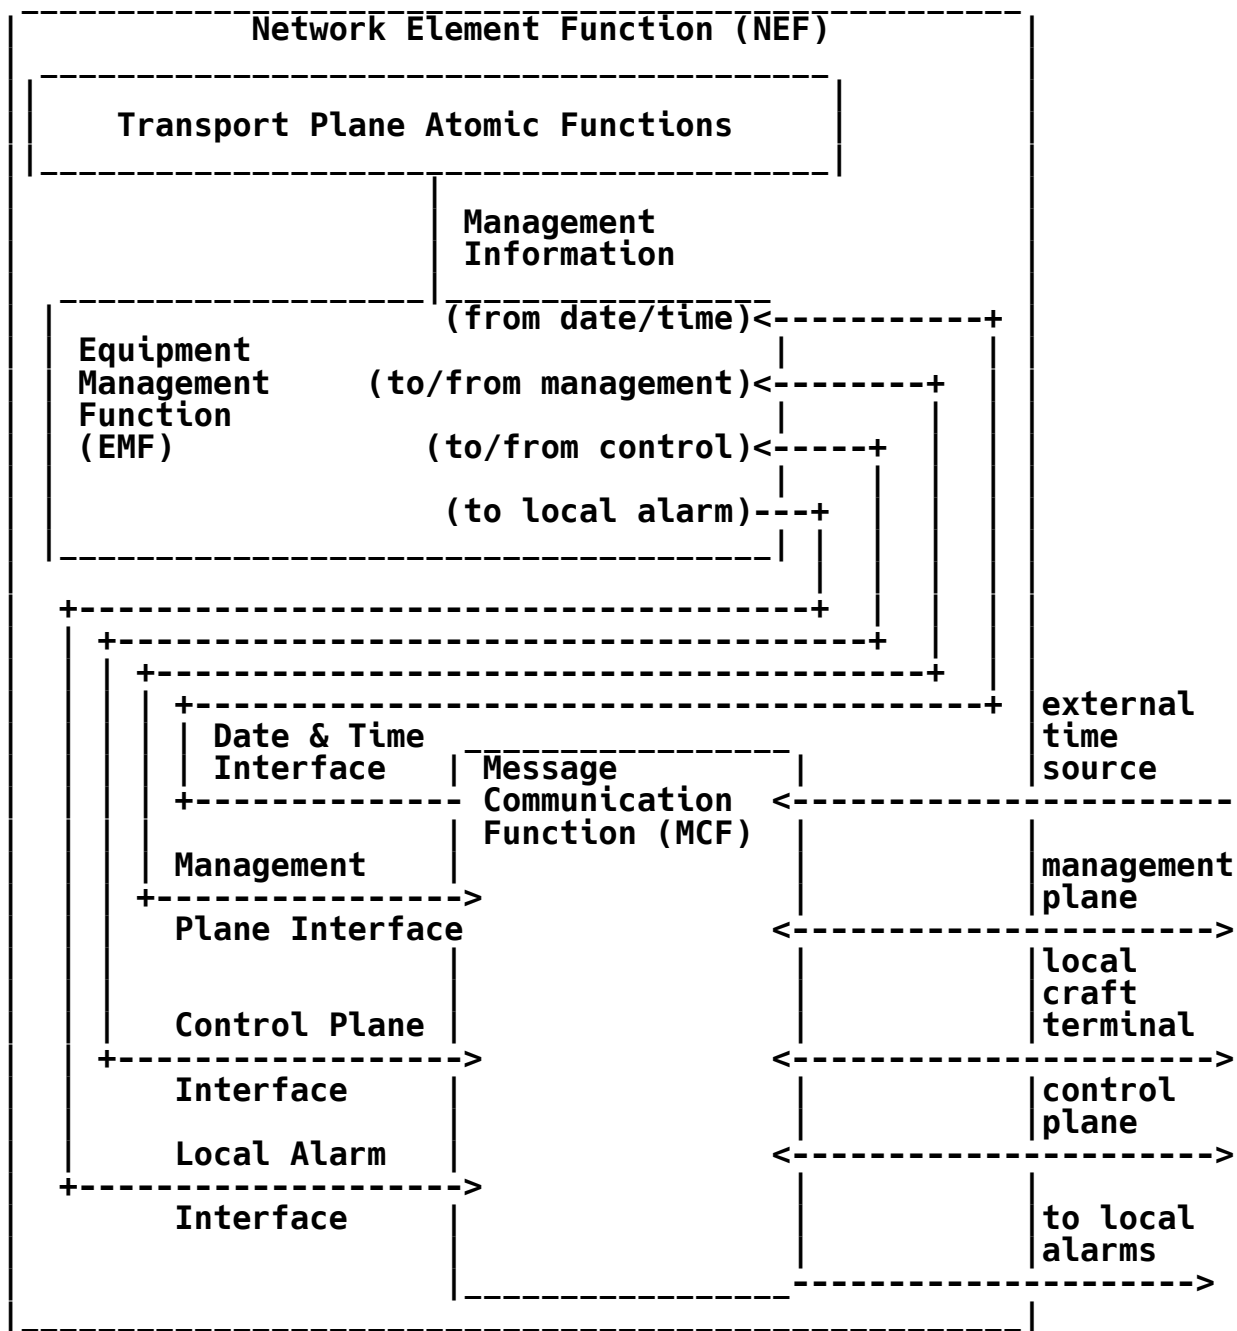 Network Element Function (NEF)
Transport Plane Atomic Functions
Management
Information
(from date/time)
Equipment
Management (to/from management)
Function
(EMF) (to/from control)
(to local alarm)
external
Date & Time time
Interface Message source
Communication
Function (MCF)
Management management
plane
Plane Interface
local
craft
Control Plane terminal
Interface control
plane
Local Alarm
Interface to local
alarms